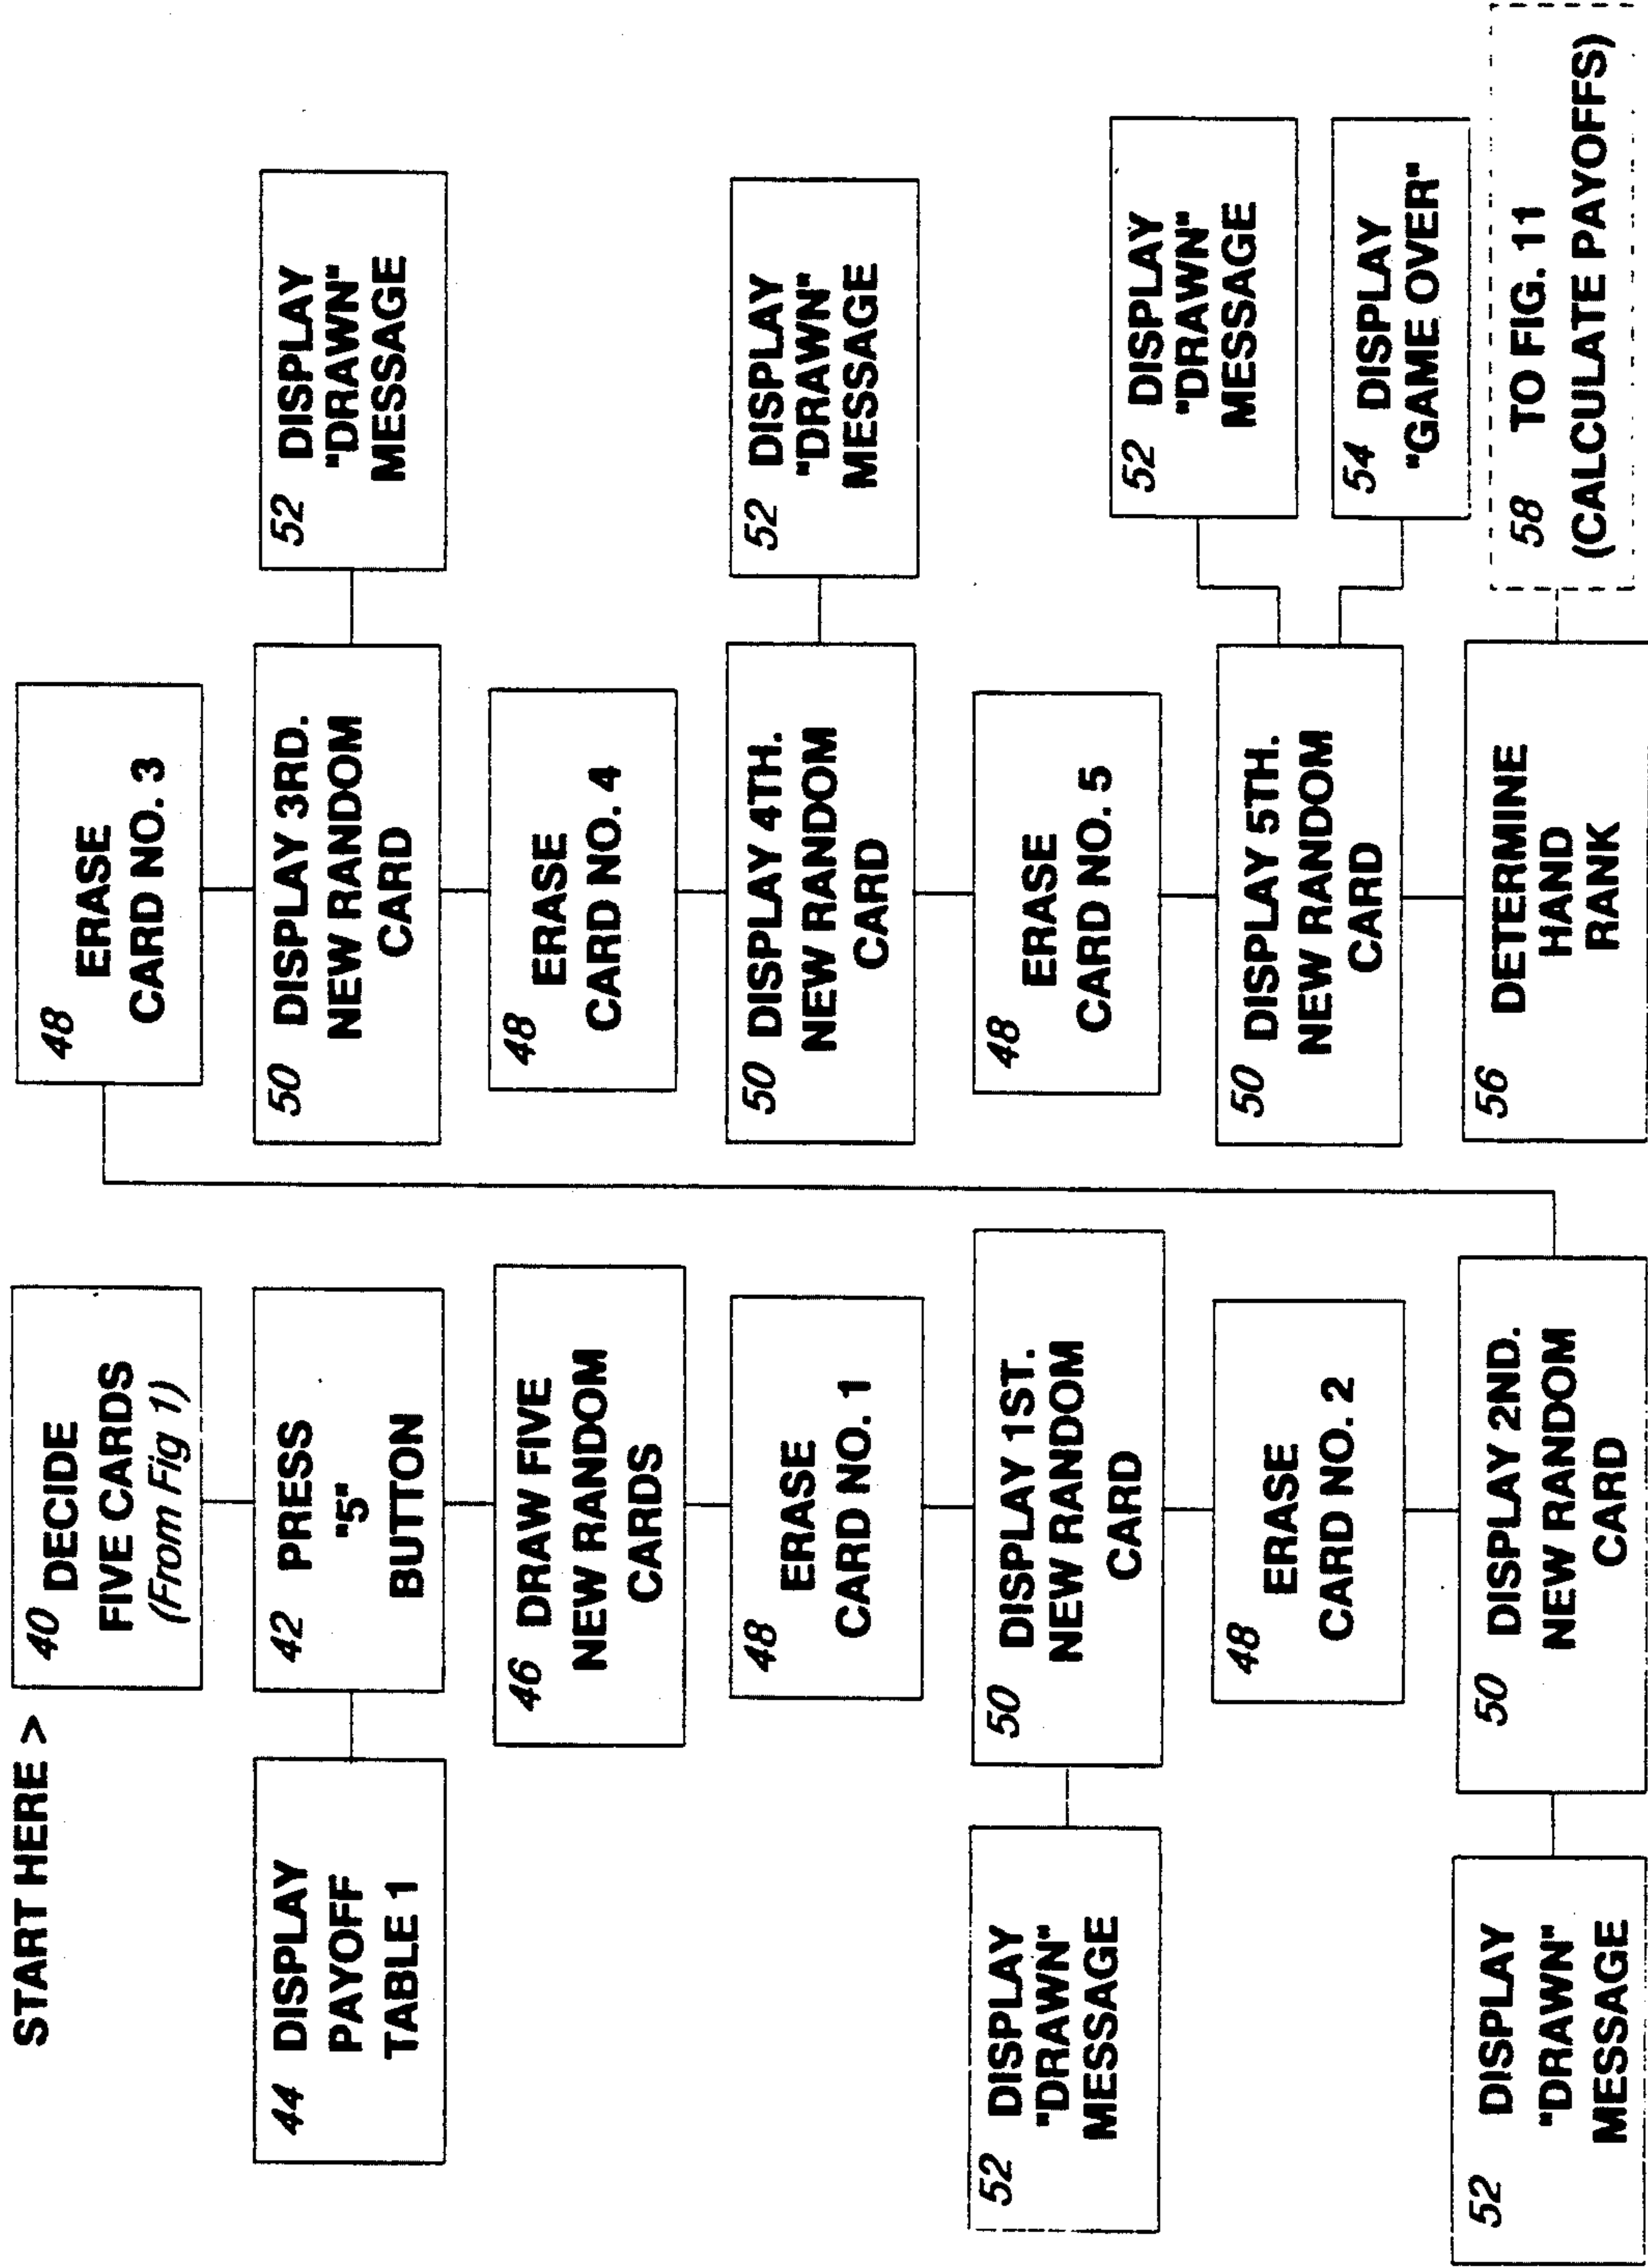 START HERE >
40 DECIDE
FIVE CARDS
(From Fig 1)
44 DISPLAY
PAYOFF
TABLE 1
42 PRESS
"5"
BUTTON
46 DRAW FIVE
NEW RANDOM
CARDS
48 ERASE
CARD NO. 1
52 DISPLAY
"DRAWN"
MESSAGE
50 DISPLAY 1ST.
NEW RANDOM
CARD
48 ERASE
CARD NO. 2
52 DISPLAY
"DRAWN"
MESSAGE
50 DISPLAY 2ND.
NEW RANDOM
CARD
48 ERASE
CARD NO. 3
50 DISPLAY 3RD.
NEW RANDOM
CARD
52 DISPLAY
"DRAWN"
MESSAGE
48 ERASE
CARD NO. 4
50 DISPLAY 4TH.
NEW RANDOM
CARD
52 DISPLAY
"DRAWN"
MESSAGE
48 ERASE
CARD NO. 5
50 DISPLAY 5TH.
NEW RANDOM
CARD
52 DISPLAY
"DRAWN"
MESSAGE
54 DISPLAY
"GAME OVER"
56 DETERMINE
HAND
RANK
58 TO FIG. 11
(CALCULATE PAYOFFS)